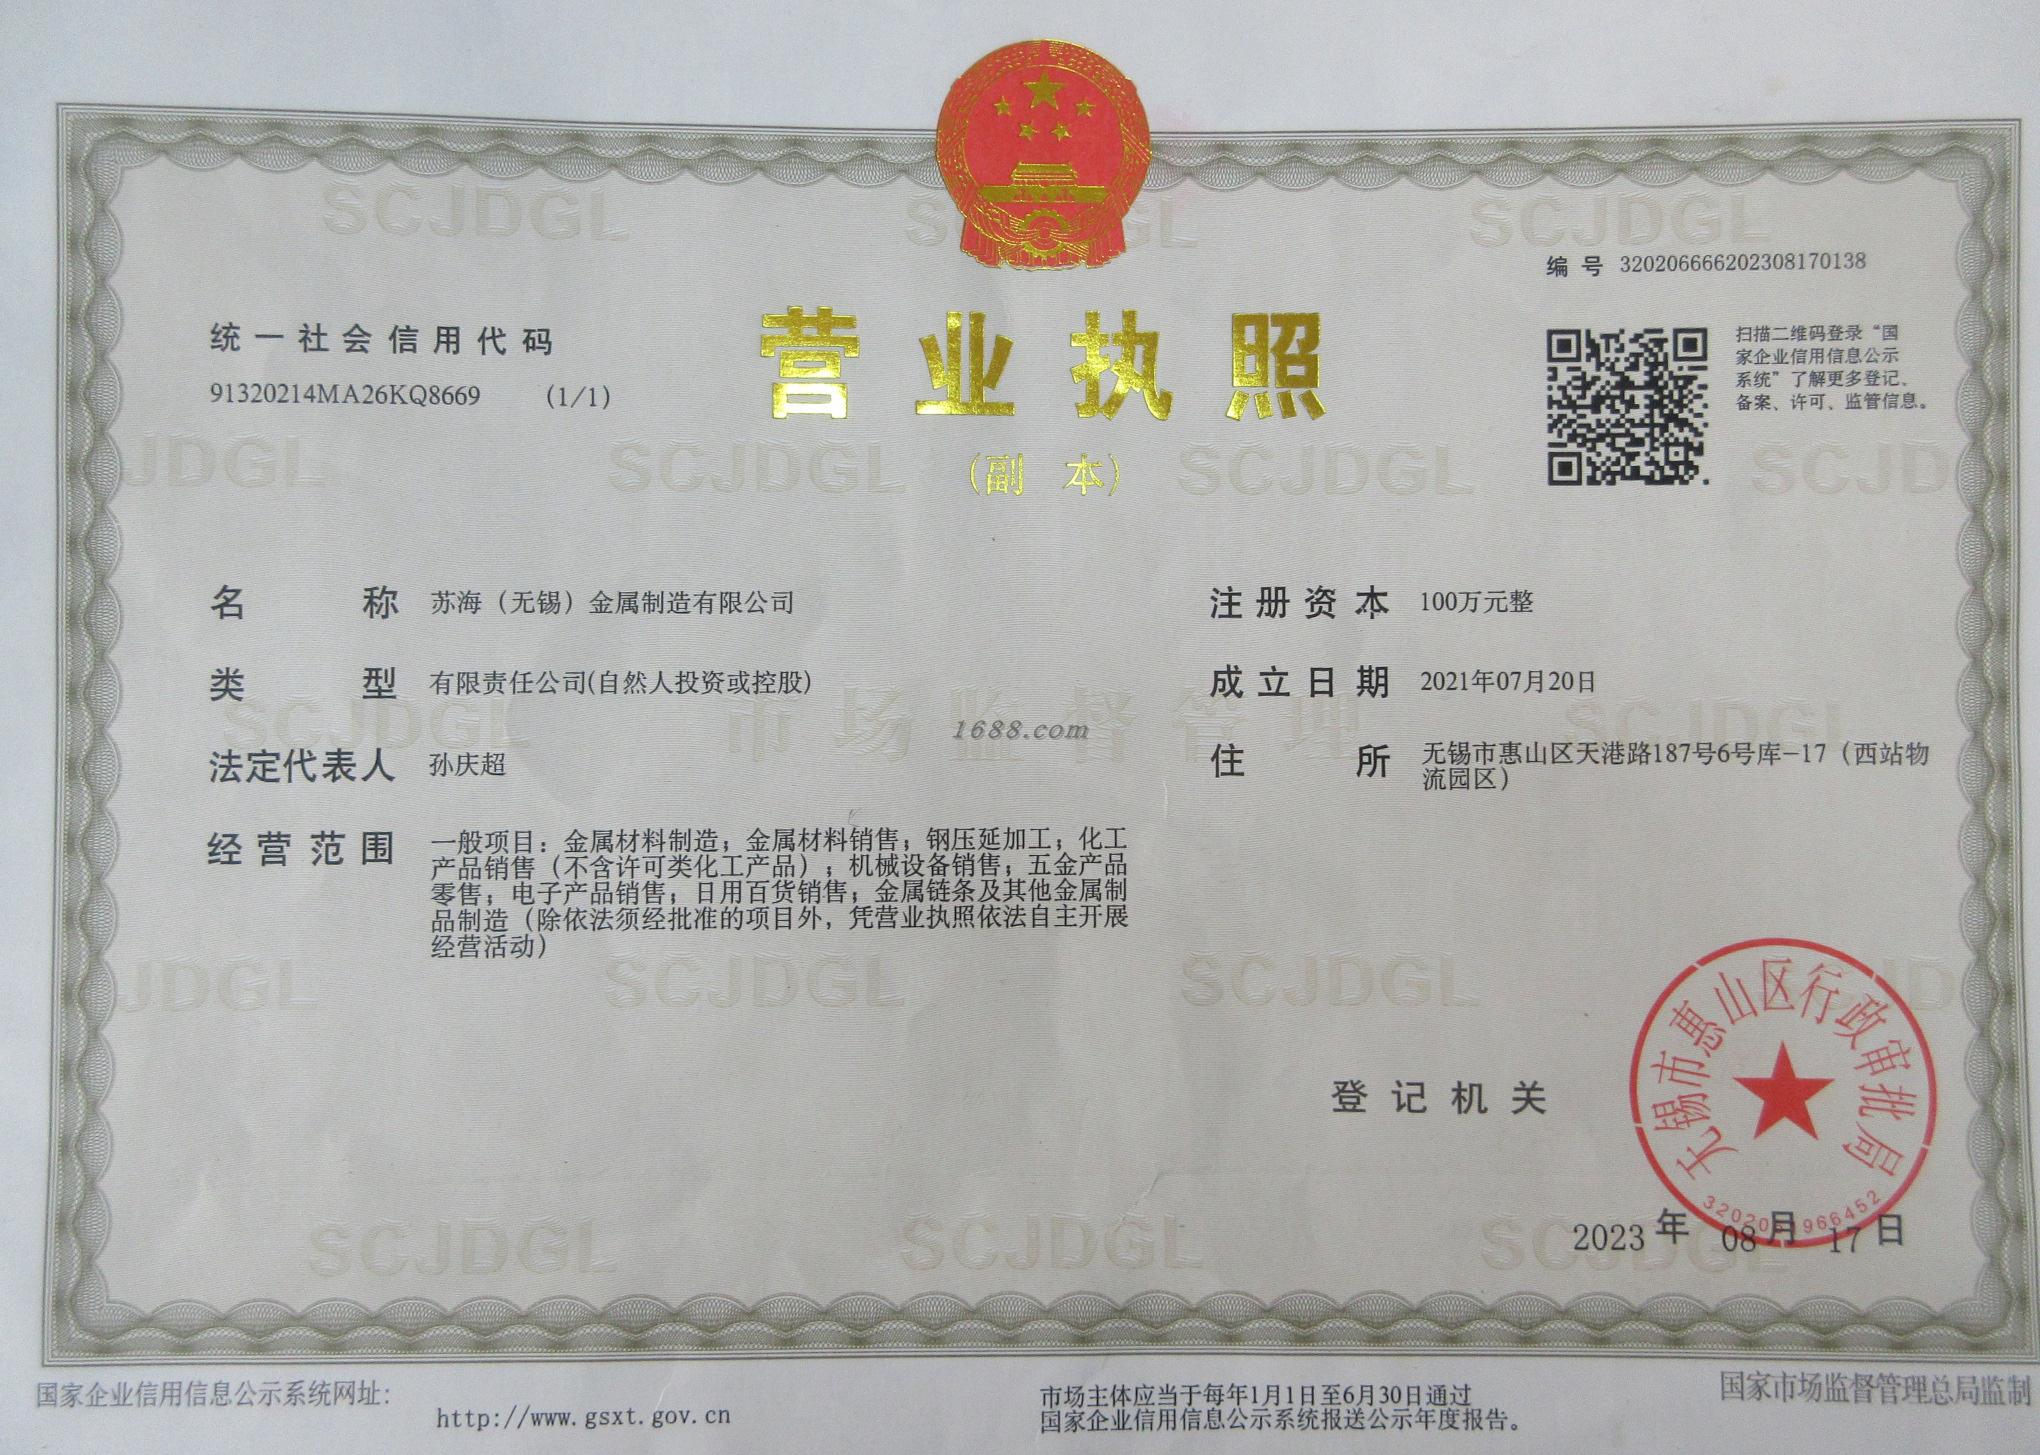 编号 320206666202308170138
统一社会信用代码
91320214MA26KQ8669 (1/1)
营业执照
(副 本)
扫描二维码登录“国
家企业信用信息公示
系统”了解更多登记、
备案、许可、监管信息。
名称 苏海（无锡）金属制造有限公司
类型 有限责任公司(自然人投资或控股)
法定代表人 孙庆超
经营范围 一般项目：金属材料制造；金属材料销售；钢压延加工；化工
产品销售（不含许可类化工产品）；机械设备销售；五金产品
零售；电子产品销售；日用百货销售；金属链条及其他金属制
品制造（除依法须经批准的项目外，凭营业执照依法自主开展
经营活动）
注册资本 100万元整
成立日期 2021年07月20日
住所 无锡市惠山区天港路187号6号库-17（西站物
流园区）
1688.com
市场监督管理
SCJDGL
登记机关
无锡市惠山区行政审批局
2023年08月17日
国家企业信用信息公示系统网址：
http://www.gsxt.gov.cn
市场主体应当于每年1月1日至6月30日通过
国家企业信用信息公示系统报送公示年度报告。
国家市场监督管理总局监制